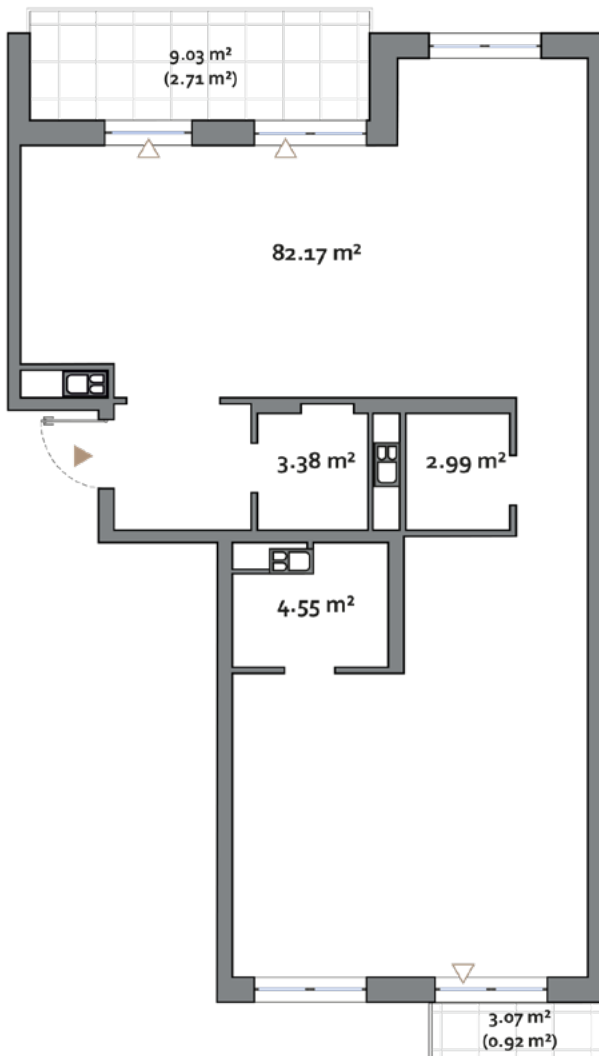 9.03 m²
(2.71 m²)
82.17 m²
3.38 m²
2.99 m²
4.55 m²
3.07 m²
(0.92 m²)